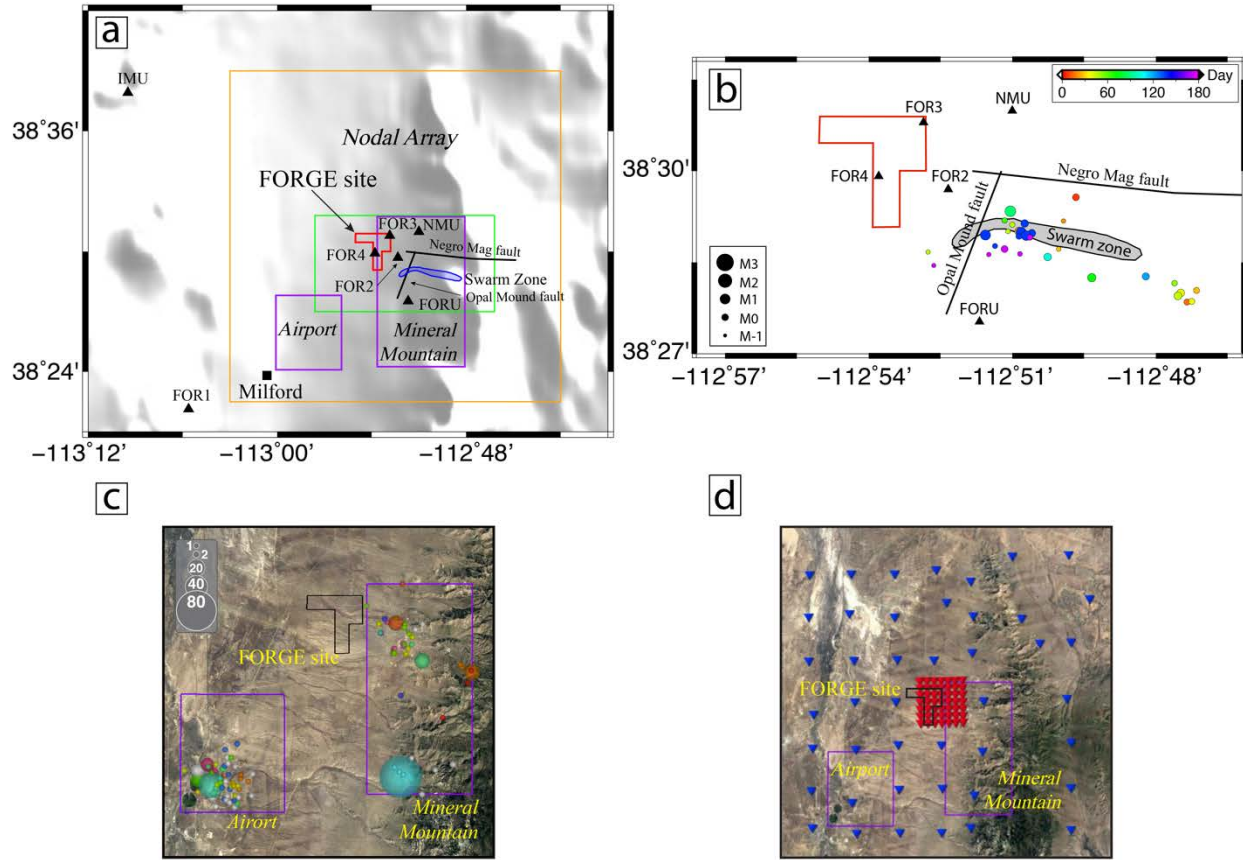 a
IMU
38°36'
Nodal Array
FORGE site
FOR3
NMU
FOR4
Negro Mag fault
FOR2
Swarm Zone
Opal Mound fault
FORU
Airport
Mineral
Mountain
38°24'
Milford
FOR1
−113°12'
−113°00'
−112°48'
b
Day
0
60
120
180
FOR3
NMU
38°30'
FOR4
FOR2
Negro Mag fault
Opal Mound fault
Swarm zone
M3
M2
M1
M0
M-1
FORU
38°27'
−112°57'
−112°54'
−112°51'
−112°48'
c
1
2
20
40
80
FORGE site
Airort
Mineral
Mountain
d
FORGE site
Airport
Mineral
Mountain